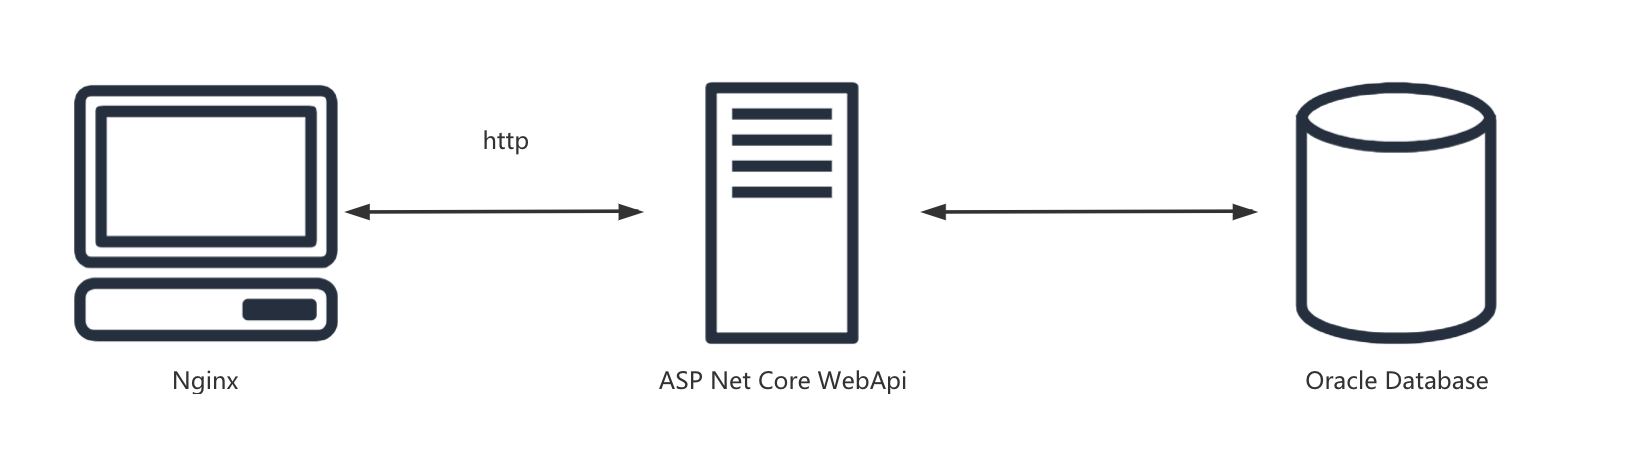 http
Nginx
ASP Net Core WebApi
Oracle Database